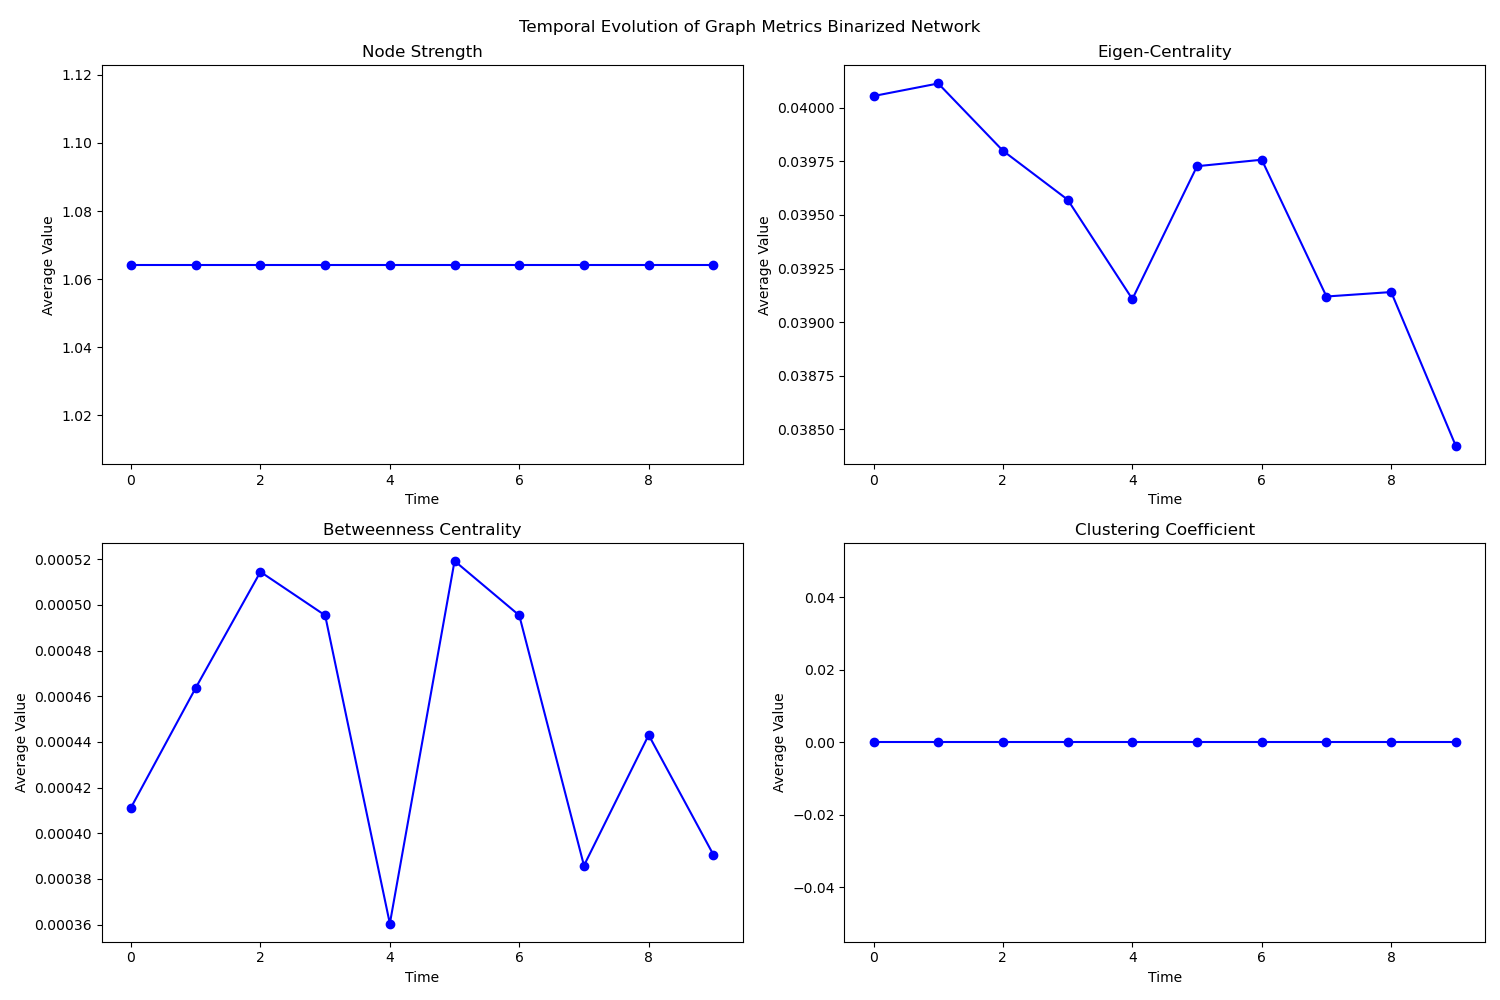 Temporal Evolution of Graph Metrics Binarized Network
Node Strength
1.12
1.10
1.08
1.06
1.04
1.02
Average Value
0 2 4 6 8
Time
Eigen-Centrality
0.04000
0.03975
0.03950
0.03925
0.03900
0.03875
0.03850
Average Value
0 2 4 6 8
Time
Betweenness Centrality
0.00052
0.00050
0.00048
0.00046
0.00044
0.00042
0.00040
0.00038
0.00036
Average Value
0 2 4 6 8
Time
Clustering Coefficient
0.04
0.02
0.00
−0.02
−0.04
Average Value
0 2 4 6 8
Time